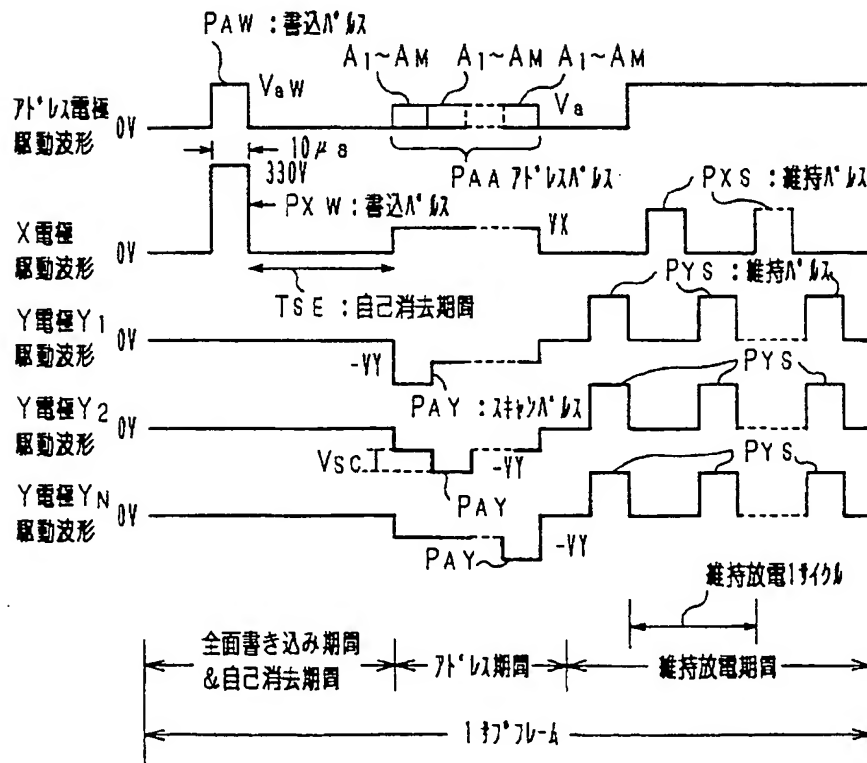 PAW：書込パルス
A1~AM A1~AM A1~AM
VaW
Va
アドレス電極
駆動波形
0V
10μs
PAA アドレスパルス
330V
PXW：書込パルス
PXS：維持パルス
VX
X電極
駆動波形
0V
TSE：自己消去期間
PYS：維持パルス
Y電極Y1
駆動波形
0V
-VY
PAY：スキャンパルス
PYS
Y電極Y2
駆動波形
0V
VSC
-VY
PAY
PYS
Y電極YN
駆動波形
0V
PAY
-VY
維持放電1サイクル
全面書き込み期間
&自己消去期間
アドレス期間
維持放電期間
1サブフレーム